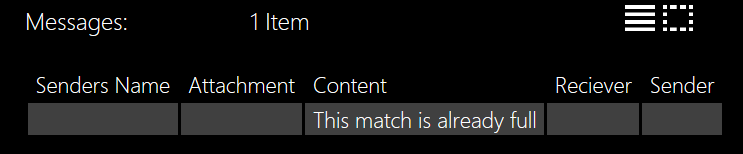 Messages: 1 Item
Senders Name Attachment Content Reciever Sender
This match is already full